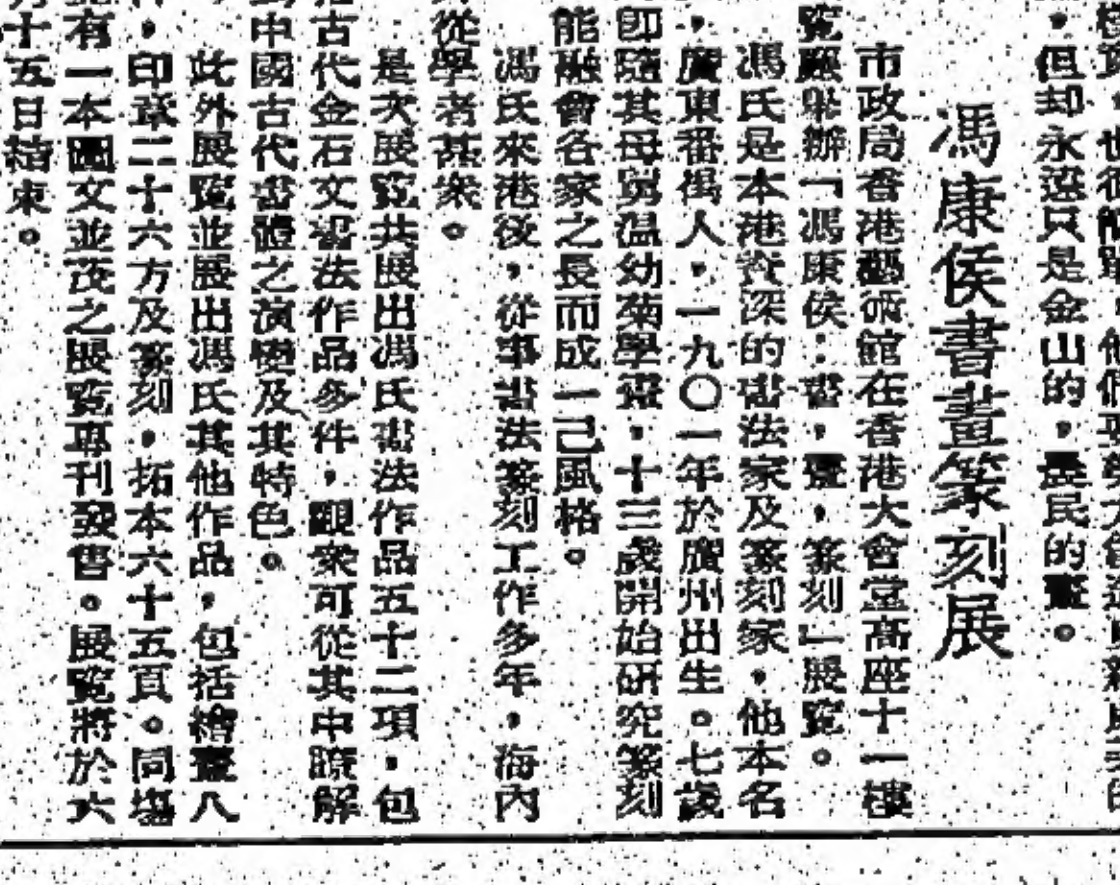 ，但却永遠只是金山的，農民的畫。
馮康侯書畫篆刻展
市政局香港藝術館在香港大會堂高座十一樓
覽廳舉辦「馮康侯：書，畫，篆刻」展覽。
馮氏是本港資深的書法家及篆刻家，他本名
，廣東番禺人，一九〇一年於廣州出生。七歲
卽隨其母舅溫幼菊學畫，十三歲開始研究篆刻
能融會各家之長而成一己風格。
馮氏來港後，從事書法篆刻工作多年，海內
從學者甚衆。
是次展覽共展出馮氏書法作品五十二項，包
古代金石文書法作品多件，觀衆可從其中瞭解
中國古代書體之演變及其特色。
此外展覽並展出馮氏其他作品，包括繪畫八
，印章二十六方及篆刻，拓本六十五頁。同場
有一本圖文並茂之展覽專刊發售。展覽將於六
十五日結束。